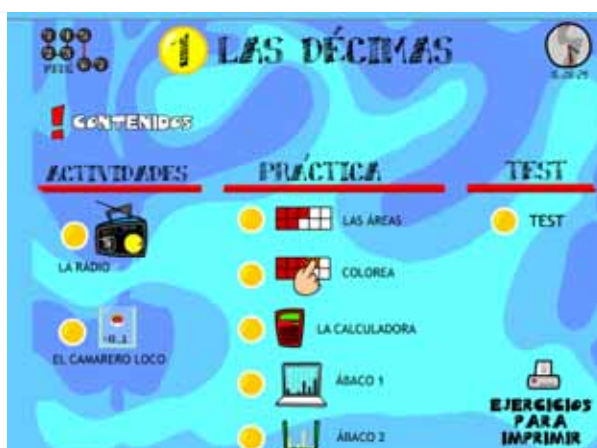 1 LAS DÉCIMAS
CONTENIDOS
ACTIVIDADES
PRÁCTICA
TEST
LA RADIO
EL CAMARERO LOCO
LAS ÁREAS
COLOREA
LA CALCULADORA
ÁBACO 1
ÁBACO 2
TEST
EJERCICIOS
PARA
IMPRIMIR